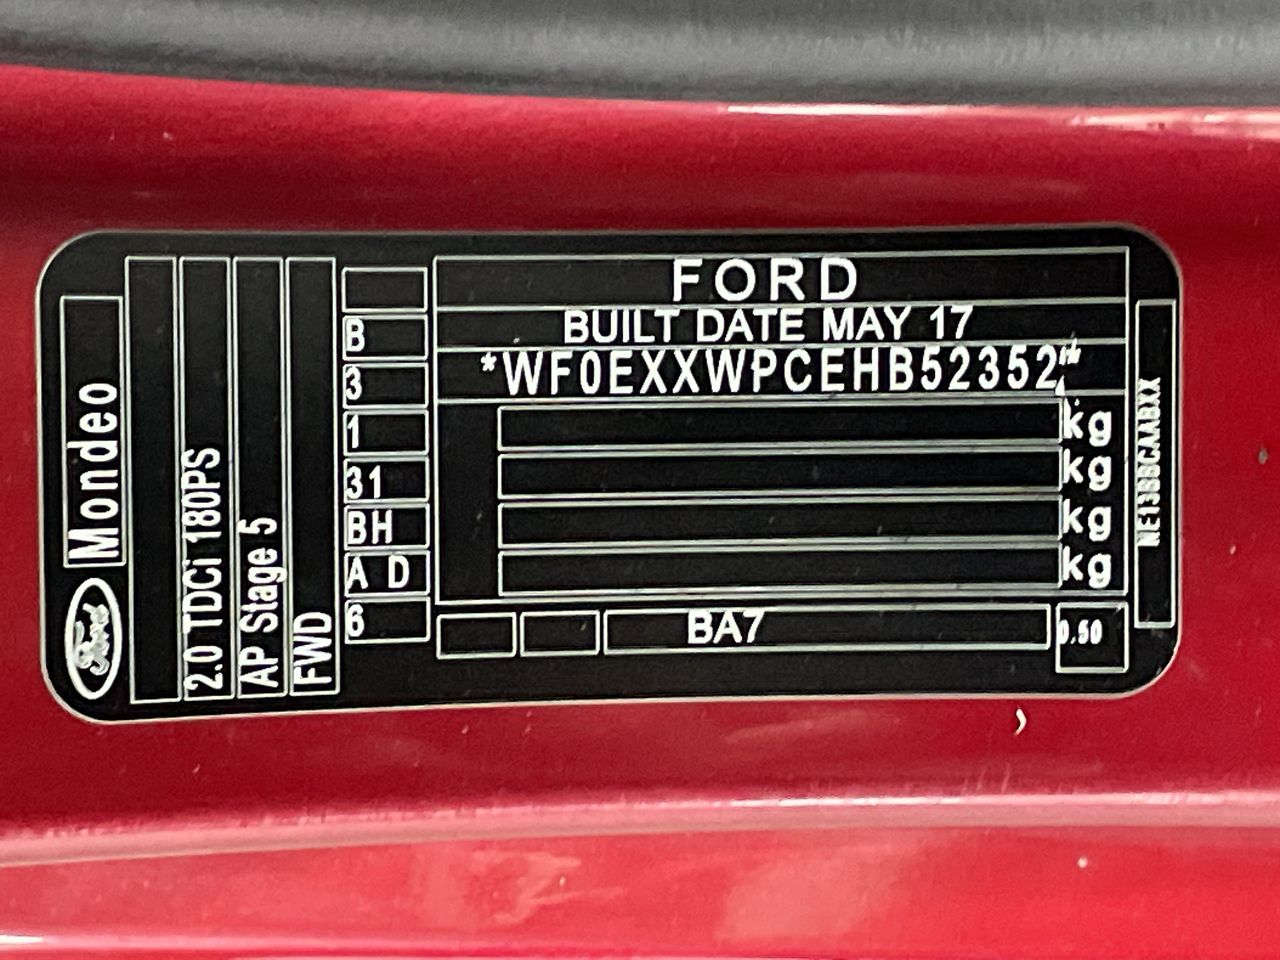 Ford
Mondeo
2.0 TDCi 180PS
AP Stage 5
FWD
B
3
1
31
BH
A D
6
FORD
BUILT DATE MAY 17
*WF0EXXWPCEHB52352*
kg
kg
kg
kg
BA7
0.50
NE13BBCAABXX